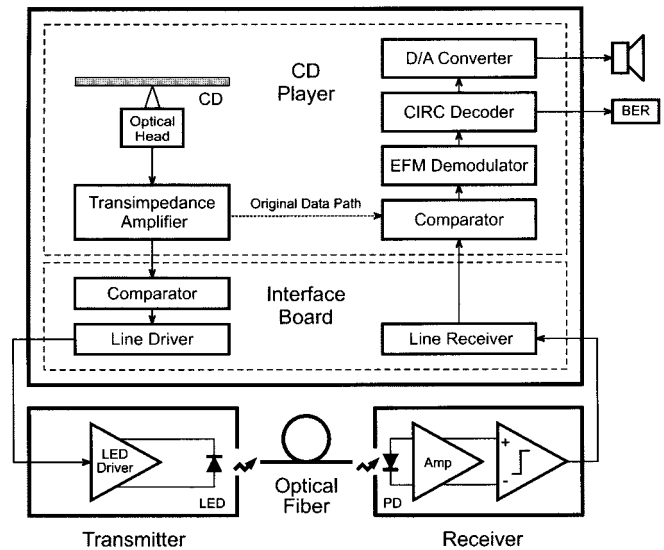 D/A Converter
CD
CD
Player
CIRC Decoder
BER
Optical
Head
EFM Demodulator
Transimpedance
Amplifier
Original Data Path
Comparator
Comparator
Interface
Board
Line Driver
Line Receiver
LED
Driver
LED
Optical
Fiber
PD
Amp
+
-
Transmitter
Receiver